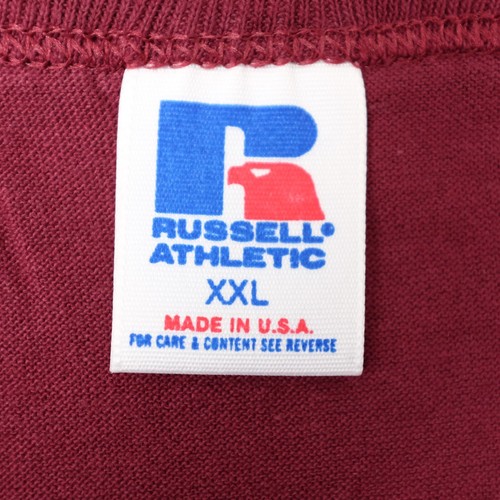 R
RUSSELL®
ATHLETIC
XXL
MADE IN U.S.A.
FOR CARE & CONTENT SEE REVERSE